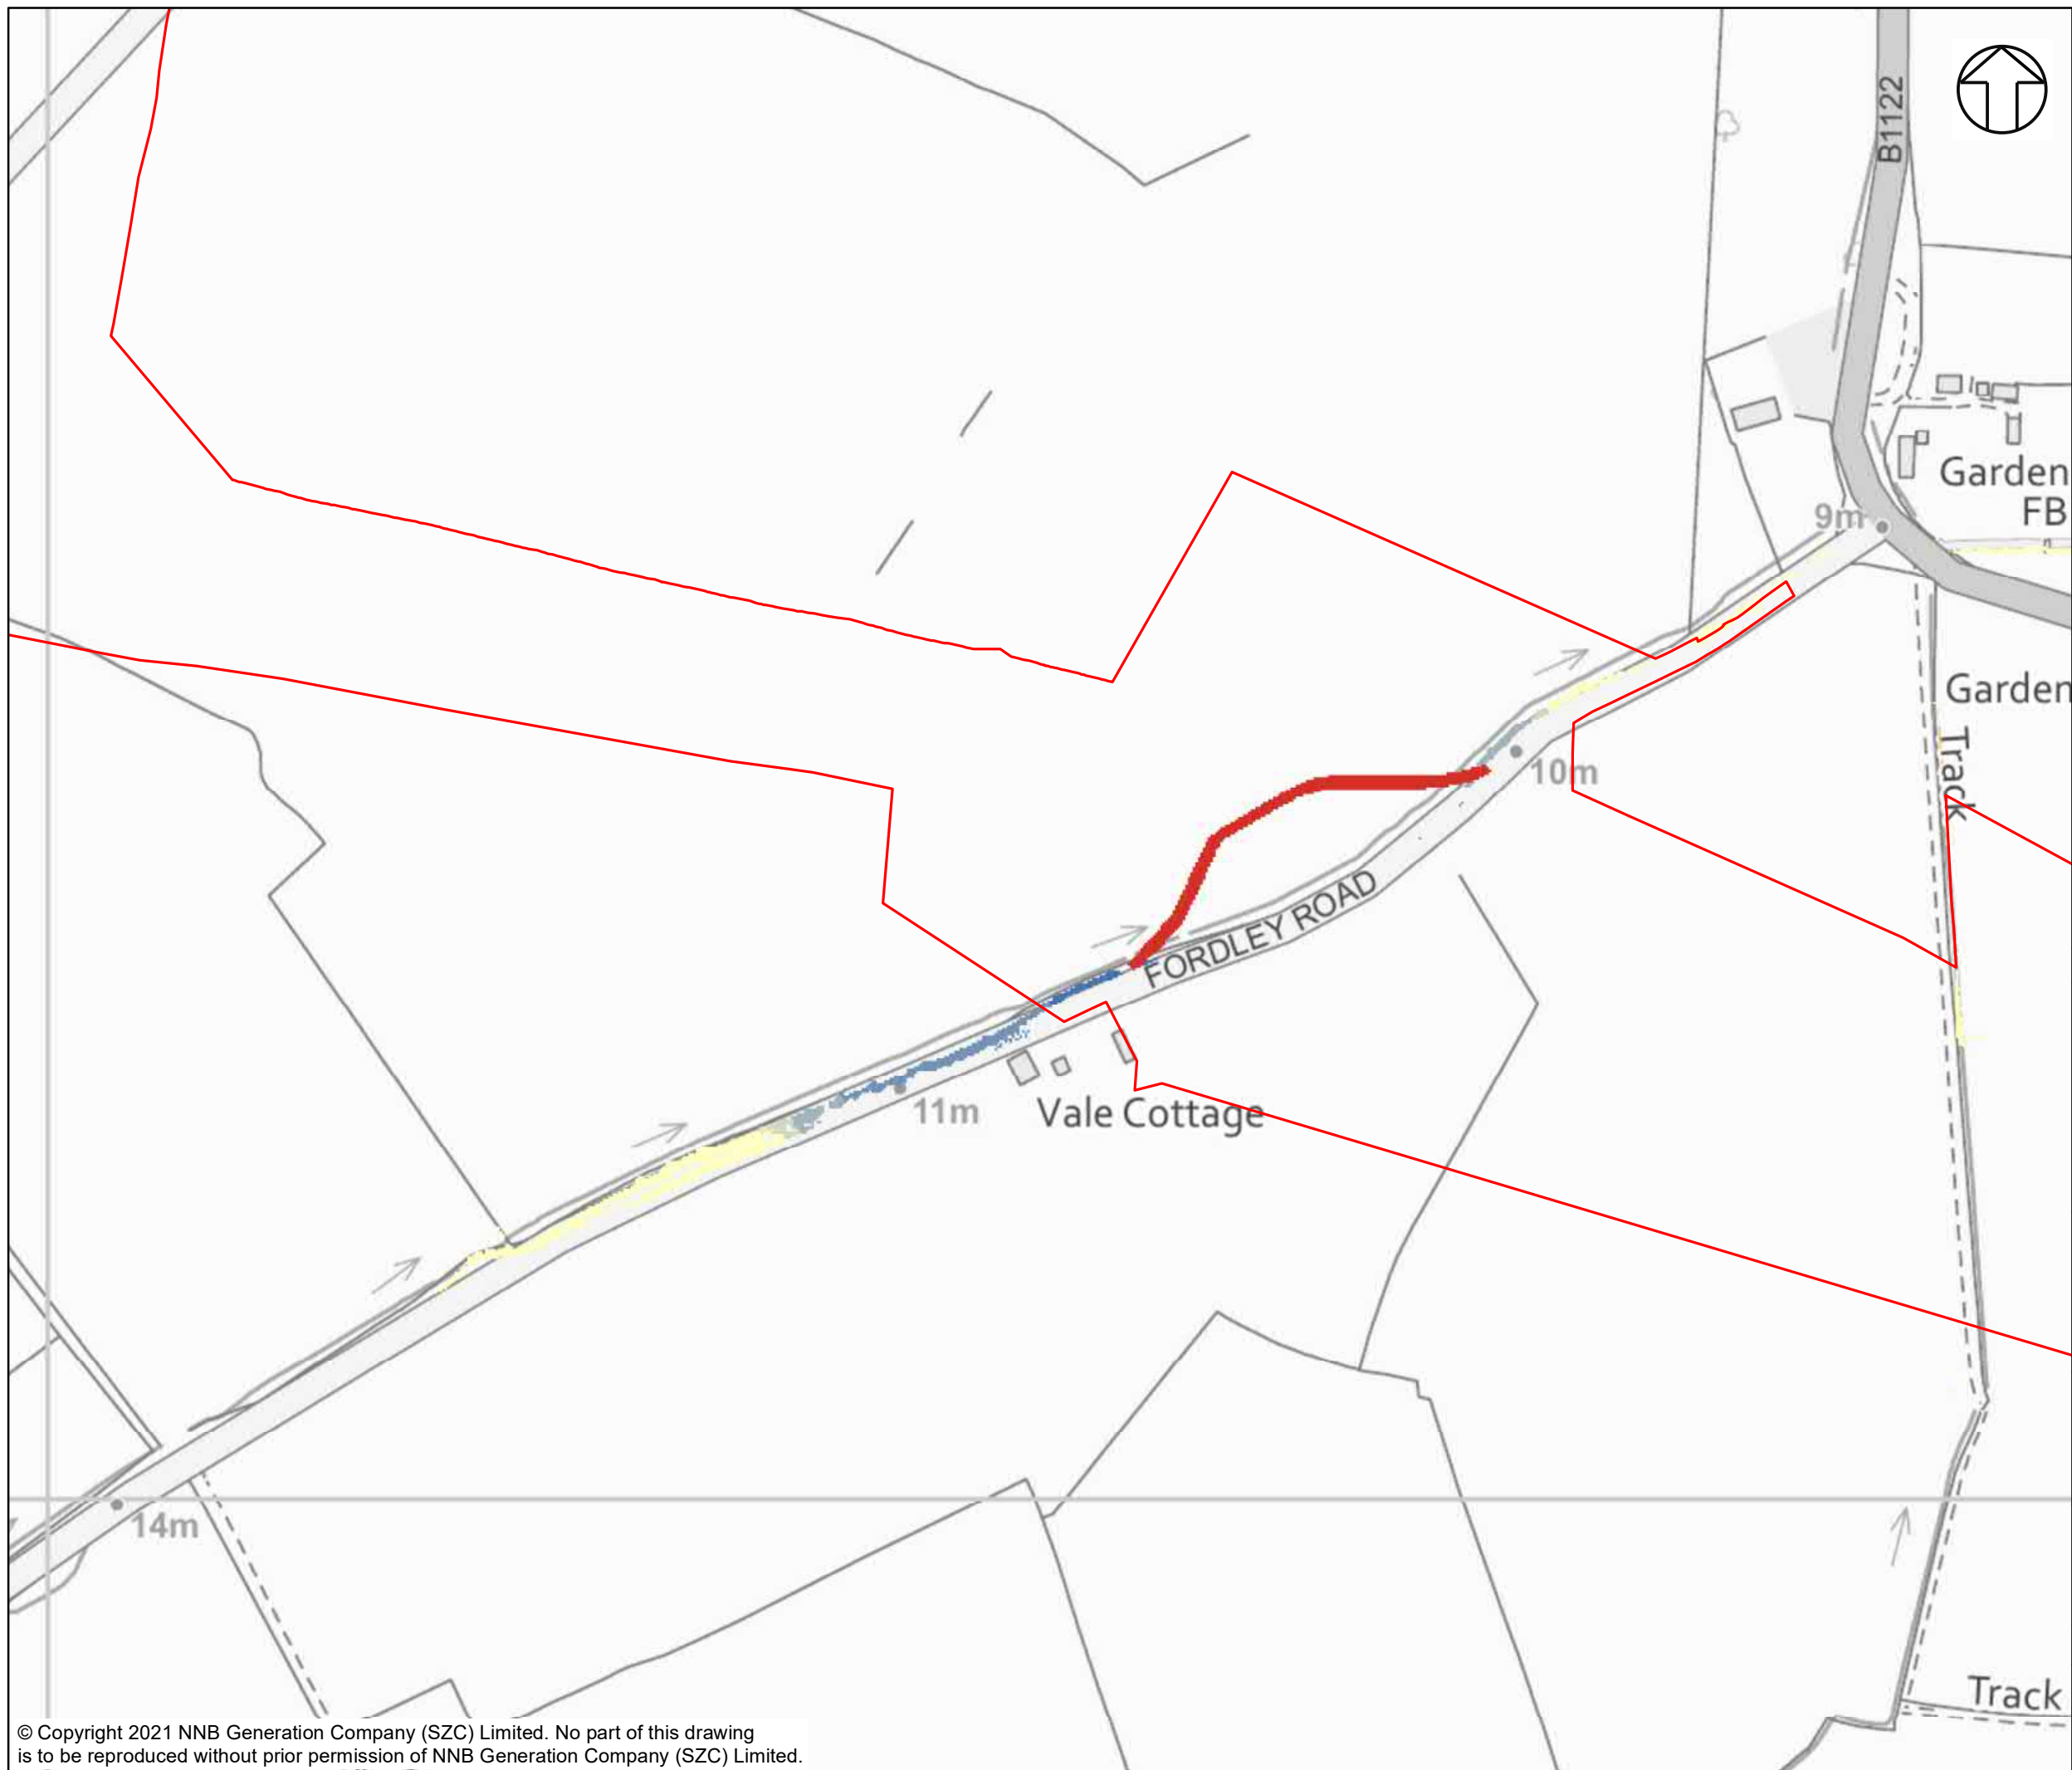 B1122
Garden
FB
9m
Garden
Track
10m
FORDLEY ROAD
11m
Vale Cottage
14m
Track
© Copyright 2021 NNB Generation Company (SZC) Limited. No part of this drawing
is to be reproduced without prior permission of NNB Generation Company (SZC) Limited.